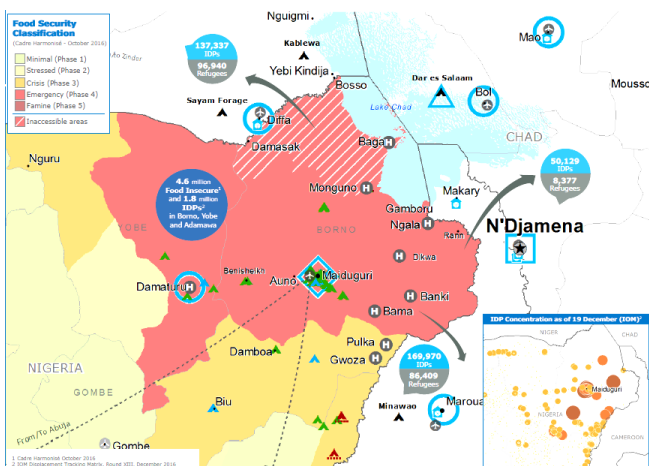 Food Security
Classification
(Cadre Harmonisé - October 2016)
Minimal (Phase 1)
Stressed (Phase 2)
Crisis (Phase 3)
Emergency (Phase 4)
Famine (Phase 5)
Inaccessible areas
Nguigmi
137,337
IDPs
96,940
Refugees
Kablewa
Yebi Kindija
Bosso
Mao
Dar es Salaam
Bol
Mousso
Sayam Forage
Diffa
Lake Chad
CHAD
Damasak
Baga
Nguru
4.6 million
Food Insecure¹
and 1.8 million
IDPs²
in Borno, Yobe
and Adamawa
Monguno
Makary
50,129
IDPs
8,377
Refugees
YOBE
BORNO
Gamboru
Ngala
Rann
N'Djamena
Dikwa
Damaturu
Benisheikh
Auno
Maiduguri
Banki
Bama
IDP Concentration as of 19 December (IOM)²
NIGER
CHAD
Maiduguri
NIGERIA
CAMEROON
Pulka
Damboa
Gwoza
169,970
IDPs
86,409
Refugees
NIGERIA
GOMBE
Biu
Minawao
Maroua
From/To Abuja
Gombe
1 Cadre Harmonisé October 2016
2 IOM Displacement Tracking Matrix, Round XIII, December 2016